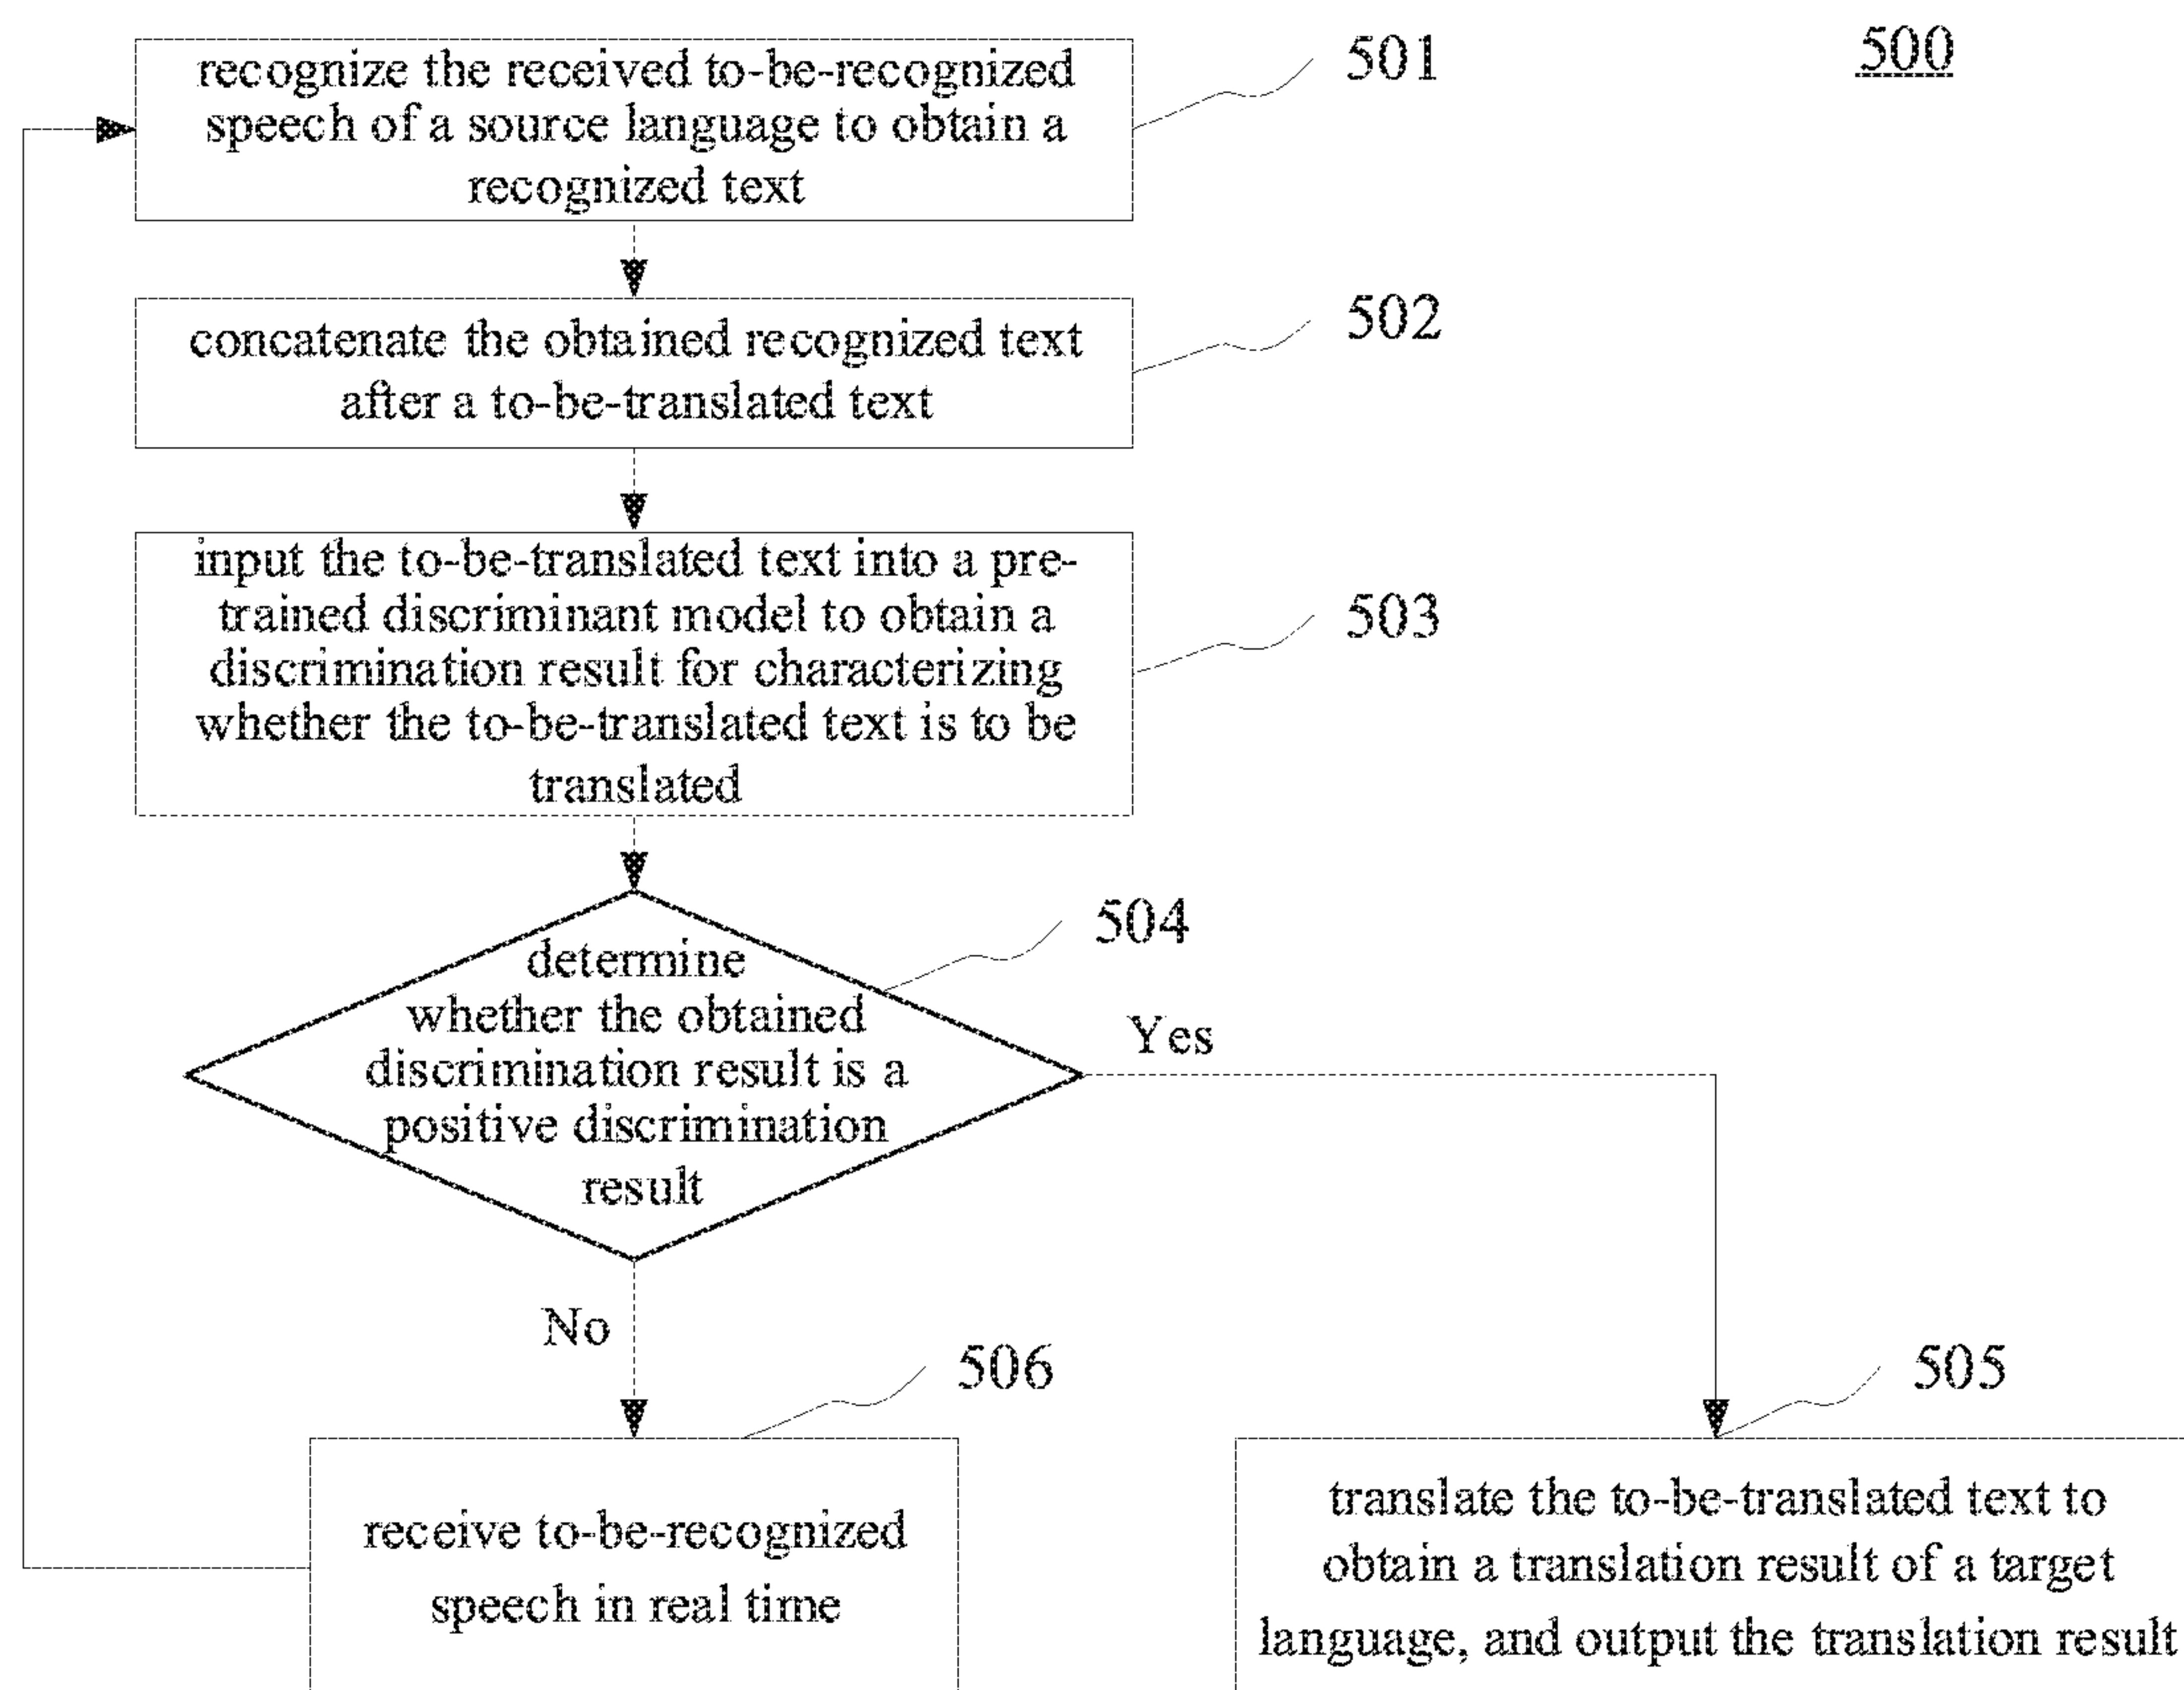 500
recognize the received to-be-recognized
speech of a source language to obtain a
recognized text
501
concatenate the obtained recognized text
after a to-be-translated text
502
input the to-be-translated text into a pre-
trained discriminant model to obtain a
discrimination result for characterizing
whether the to-be-translated text is to be
translated
503
determine
whether the obtained
discrimination result is a
positive discrimination
result
504
Yes
No
506
receive to-be-recognized
speech in real time
505
translate the to-be-translated text to
obtain a translation result of a target
language, and output the translation result